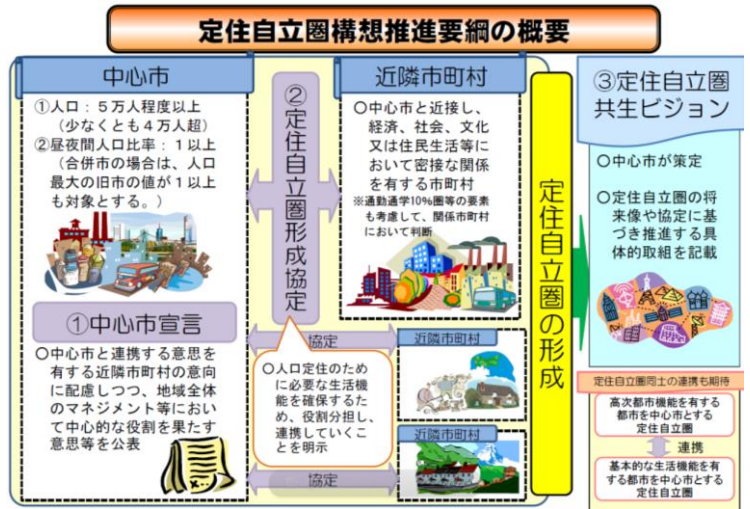 定住自立圏構想推進要綱の概要
中心市
①人口：５万人程度以上
（少なくとも４万人超）
②昼夜間人口比率：１以上
（合併市の場合は、人口
最大の旧市の値が１以上
も対象とする。）
①中心市宣言
○中心市と連携する意思を
有する近隣市町村の意向
に配慮しつつ、地域全体
のマネジメント等におい
て中心的な役割を果たす
意思等を公表
②定住自立圏形成協定
協定
○人口定住のため
に必要な生活機
能を確保するた
め、役割分担し、
連携していくこ
とを明示
協定
近隣市町村
○中心市と近接し、
経済、社会、文化
又は住民生活等に
おいて密接な関係
を有する市町村
※通勤通学10%圏等の要素
も考慮して、関係市町村
において判断
近隣市町村
近隣市町村
定住自立圏の形成
③定住自立圏
共生ビジョン
○中心市が策定
○定住自立圏の将
来像や協定に基
づき推進する具
体的取組を記載
定住自立圏同士の連携も期待
高次都市機能を有する
都市を中心市とする
定住自立圏
連携
基本的な生活機能を有
する都市を中心市とする
定住自立圏